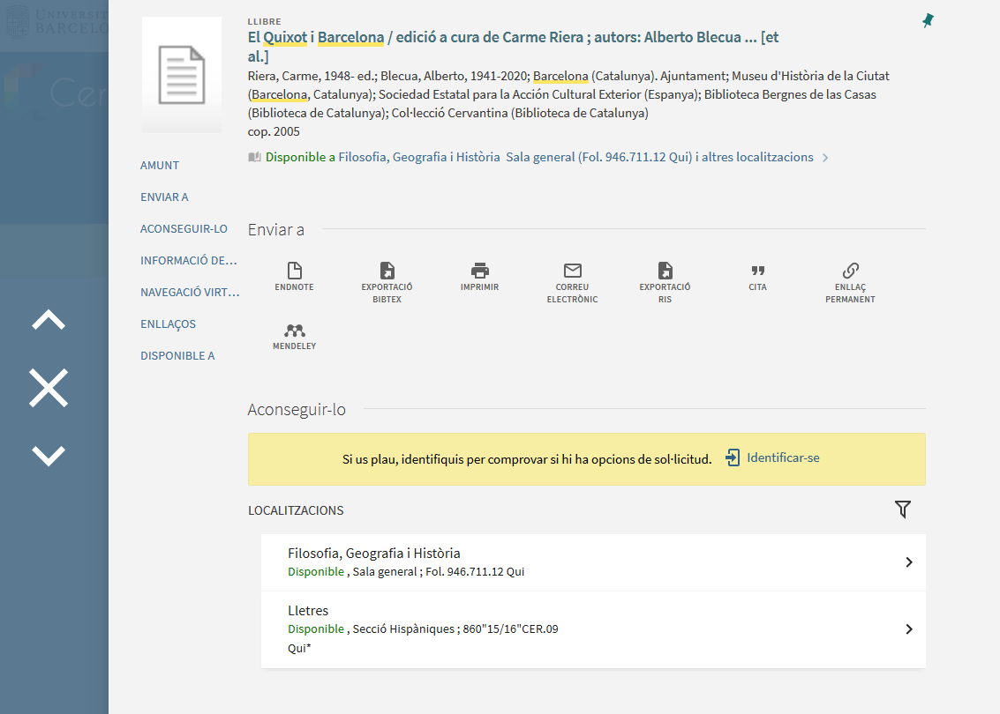 UNIVERSIT
BARCELO
Cer
LLIBRE
El Quixot i Barcelona / edició a cura de Carme Riera ; autors: Alberto Blecua ... [et
al.]
Riera, Carme, 1948- ed.; Blecua, Alberto, 1941-2020; Barcelona (Catalunya). Ajuntament; Museu d'Història de la Ciutat
(Barcelona, Catalunya); Sociedad Estatal para la Acción Cultural Exterior (Espanya); Biblioteca Bergnes de las Casas
(Biblioteca de Catalunya); Col·lecció Cervantina (Biblioteca de Catalunya)
cop. 2005
Disponible a Filosofia, Geografia i Història Sala general (Fol. 946.711.12 Qui) i altres localitzacions
AMUNT
ENVIAR A
ACONSEGUIR-LO
INFORMACIÓ DE...
NAVEGACIÓ VIRT...
ENLLAÇOS
DISPONIBLE A
Enviar a
ENDNOTE
EXPORTACIÓ
BIBTEX
IMPRIMIR
CORREU
ELECTRÒNIC
EXPORTACIÓ
RIS
CITA
ENLLAÇ
PERMANENT
MENDELEY
Aconseguir-lo
Si us plau, identifiquis per comprovar si hi ha opcions de sol·licitud. Identificar-se
LOCALITZACIONS
Filosofia, Geografia i Història
Disponible , Sala general ; Fol. 946.711.12 Qui
Lletres
Disponible , Secció Hispàniques ; 860"15/16"CER.09
Qui*